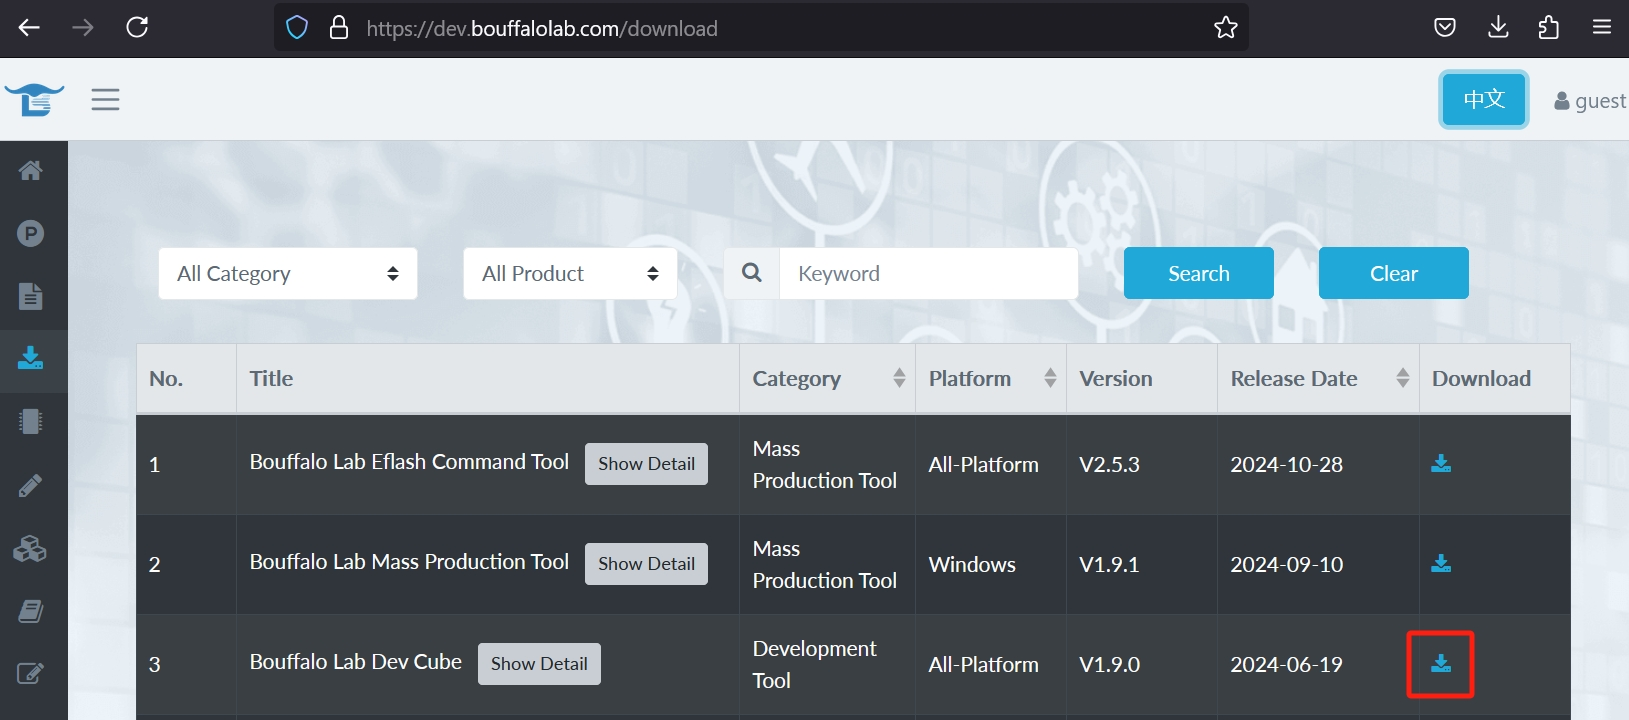 https://dev.bouffalolab.com/download
中文
guest
P
All Category
All Product
Keyword
Search
Clear
No.
Title
Category
Platform
Version
Release Date
Download
1
Bouffalo Lab Eflash Command Tool
Show Detail
Mass
Production Tool
All-Platform
V2.5.3
2024-10-28
2
Bouffalo Lab Mass Production Tool
Show Detail
Mass
Production Tool
Windows
V1.9.1
2024-09-10
3
Bouffalo Lab Dev Cube
Show Detail
Development
Tool
All-Platform
V1.9.0
2024-06-19